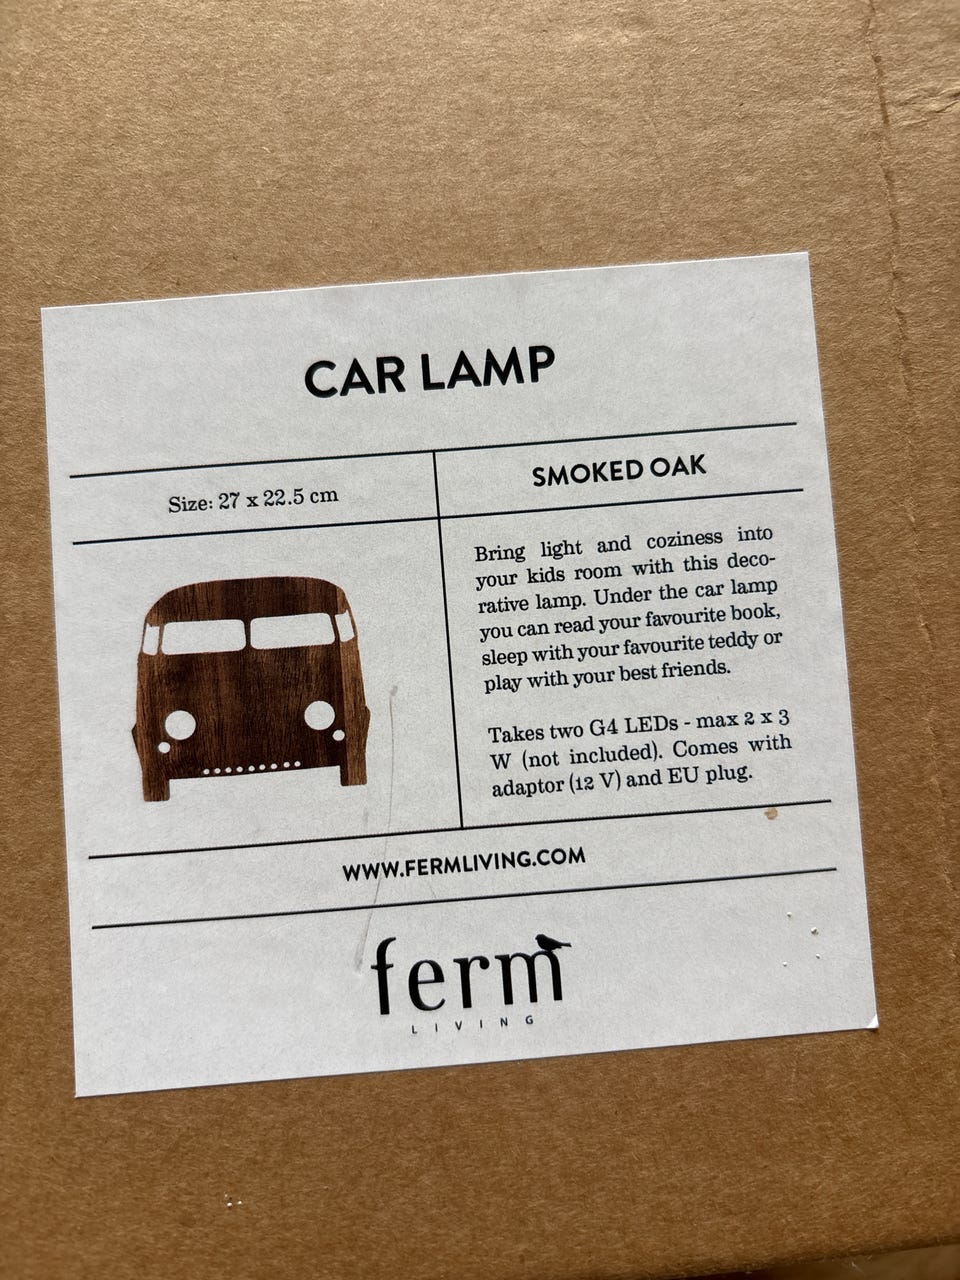 CAR LAMP
Size: 27 x 22.5 cm
SMOKED OAK
Bring light and coziness into
your kids room with this deco-
rative lamp. Under the car lamp
you can read your favourite book,
sleep with your favourite teddy or
play with your best friends.
Takes two G4 LEDs - max 2 x 3
W (not included). Comes with
adaptor (12 V) and EU plug.
WWW.FERMLIVING.COM
ferm
LIVING